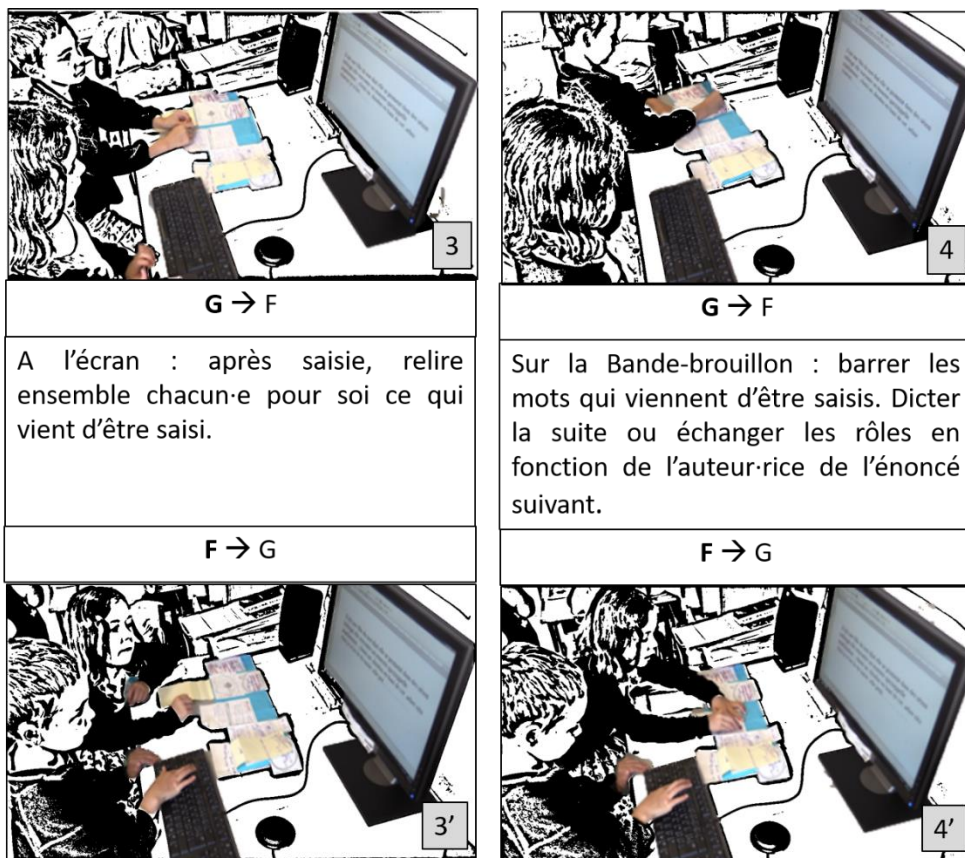 3
G → F
A l'écran : après saisie, relire
ensemble chacun·e pour soi ce qui
vient d'être saisi.
F → G
3'
4
G → F
Sur la Bande-brouillon : barrer les
mots qui viennent d'être saisis. Dicter
la suite ou échanger les rôles en
fonction de l'auteur·rice de l'énoncé
suivant.
F → G
4'